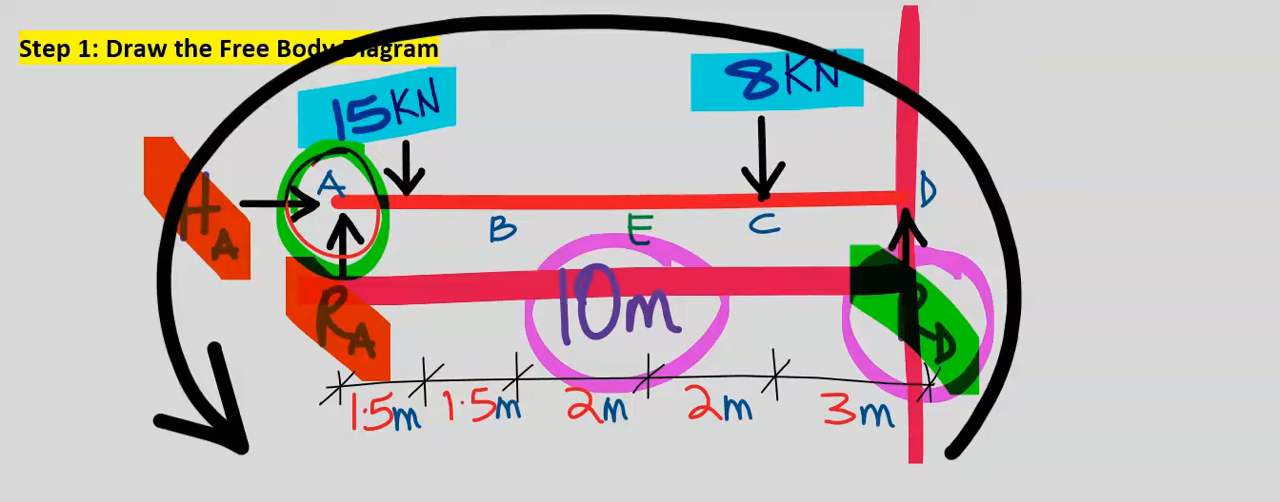 Step 1: Draw the Free Body Diagram
15KN
8KN
HA
A
D
B
E
C
RA
10m
RD
1.5m
1.5m
2m
2m
3m